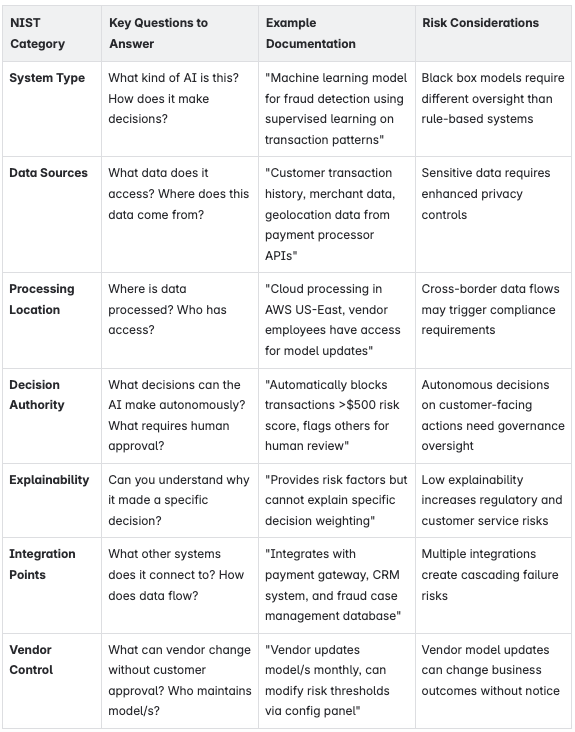 NIST Category
Key Questions to Answer
Example Documentation
Risk Considerations
System Type
What kind of AI is this?
How does it make
decisions?
"Machine learning model
for fraud detection using
supervised learning on
transaction patterns"
Black box models require
different oversight than
rule-based systems
Data Sources
What data does it
access? Where does this
data come from?
"Customer transaction
history, merchant data,
geolocation data from
payment processor
APIs"
Sensitive data requires
enhanced privacy
controls
Processing
Location
Where is data
processed? Who has
access?
"Cloud processing in
AWS US-East, vendor
employees have access
for model updates"
Cross-border data flows
may trigger compliance
requirements
Decision
Authority
What decisions can the
AI make autonomously?
What requires human
approval?
"Automatically blocks
transactions >$500 risk
score, flags others for
human review"
Autonomous decisions
on customer-facing
actions need governance
oversight
Explainability
Can you understand why
it made a specific
decision?
"Provides risk factors but
cannot explain specific
decision weighting"
Low explainability
increases regulatory and
customer service risks
Integration
Points
What other systems
does it connect to? How
does data flow?
"Integrates with
payment gateway, CRM
system, and fraud case
management database"
Multiple integrations
create cascading failure
risks
Vendor
Control
What can vendor change
without customer
approval? Who maintains
model/s?
"Vendor updates
model/s monthly, can
modify risk thresholds
via config panel"
Vendor model updates
can change business
outcomes without notice